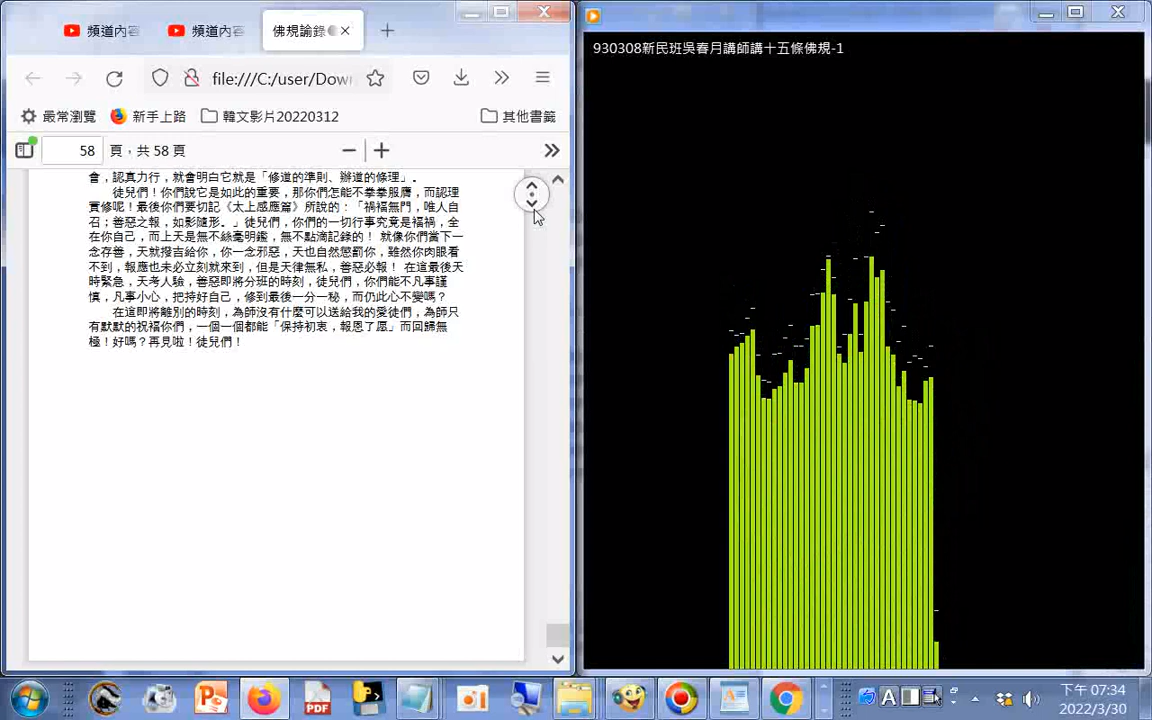 頻道內容
頻道內容
佛規諭錄
file:///C:/user/Down
最常瀏覽
新手上路
韓文影片20220312
其他書籤
58 頁，共 58 頁
會，認真力行，就會明白它就是「修道的準則、辦道的條理」。
徒兒們！你們說它是如此的重要，那你們怎能不拳拳服膺，而認理
實修呢！最後你們要切記《太上感應篇》所說的：「禍福無門，唯人自
召；善惡之報，如影隨形。」徒兒們，你們的一切行事究竟是福禍，全
在你自己，而上天是無不絲毫明鑑，無不點滴記錄的！ 就像你們當下一
念存善，天就撥吉給你，你一念邪惡，天也自然懲罰你，雖然你肉眼看
不到，報應也未必立刻就來到，但是天律無私，善惡必報！ 在這最後天
時緊急，天考人驗，善惡即將分班的時刻，徒兒們，你們能不凡事謹
慎，凡事小心，把持好自己，修到最後一分一秘，而仍此心不變嗎？
在這即將離別的時刻，為師沒有什麼可以送給我的愛徒們，為師只
有默默的祝福你們，一個一個都能「保持初衷，報恩了愿」而回歸無
極！好嗎？再見啦！徒兒們！
930308新民班吳春月講師講十五條佛規-1
PDF
A
下午 07:34
2022/3/30